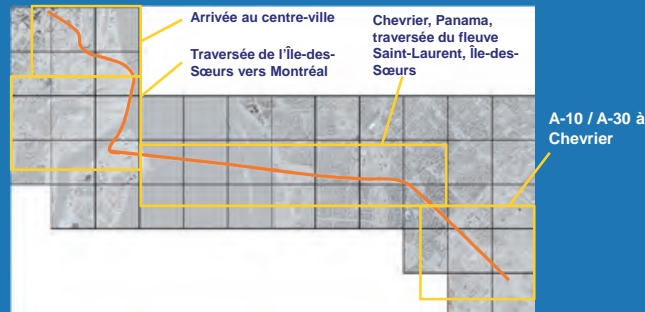 Arrivée au centre-ville
Traversée de l'Île-des-
Sœurs vers Montréal
Chevrier, Panama,
traversée du fleuve
Saint-Laurent, Île-des-
Sœurs
A-10 / A-30 à
Chevrier